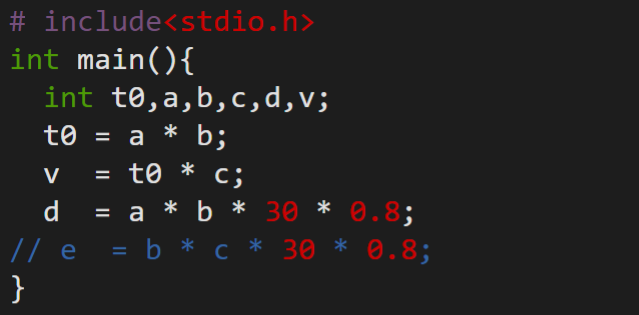 # include<stdio.h>
int main(){
  int t0,a,b,c,d,v;
  t0 = a * b;
  v  = t0 * c;
  d  = a * b * 30 * 0.8;
// e  = b * c * 30 * 0.8;
}